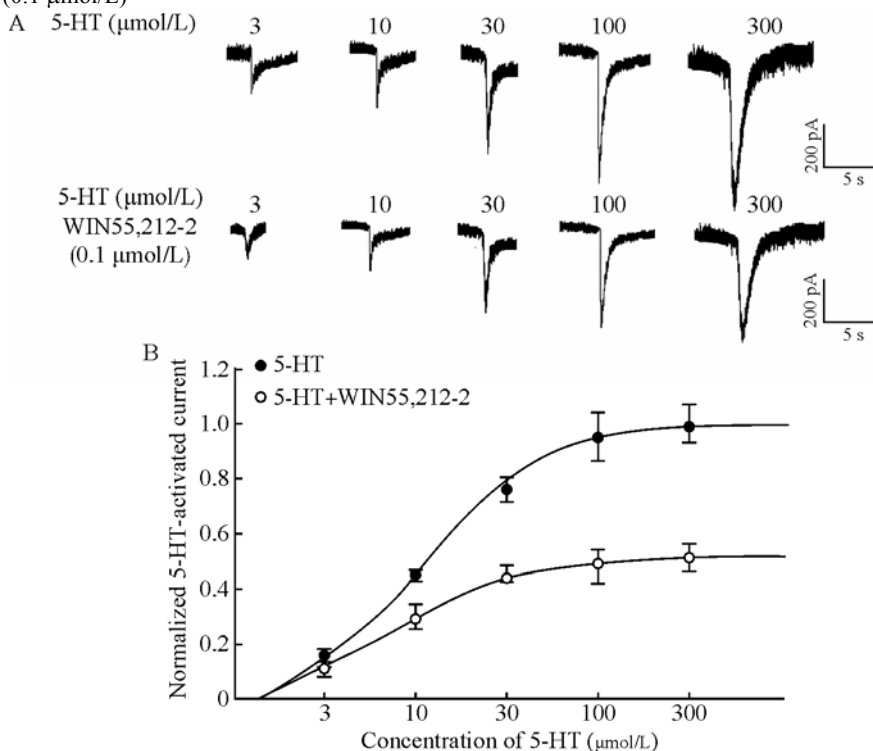 (0.1 μmol/L)
A 5-HT (μmol/L) 3 10 30 100 300
200 pA
5 s
5-HT (μmol/L) 3 10 30 100 300
WIN55,212-2
(0.1 μmol/L)
200 pA
5 s
B
5-HT
5-HT+WIN55,212-2
Normalized 5-HT-activated current
1.2
1.0
0.8
0.6
0.4
0.2
0
3 10 30 100 300
Concentration of 5-HT (μmol/L)